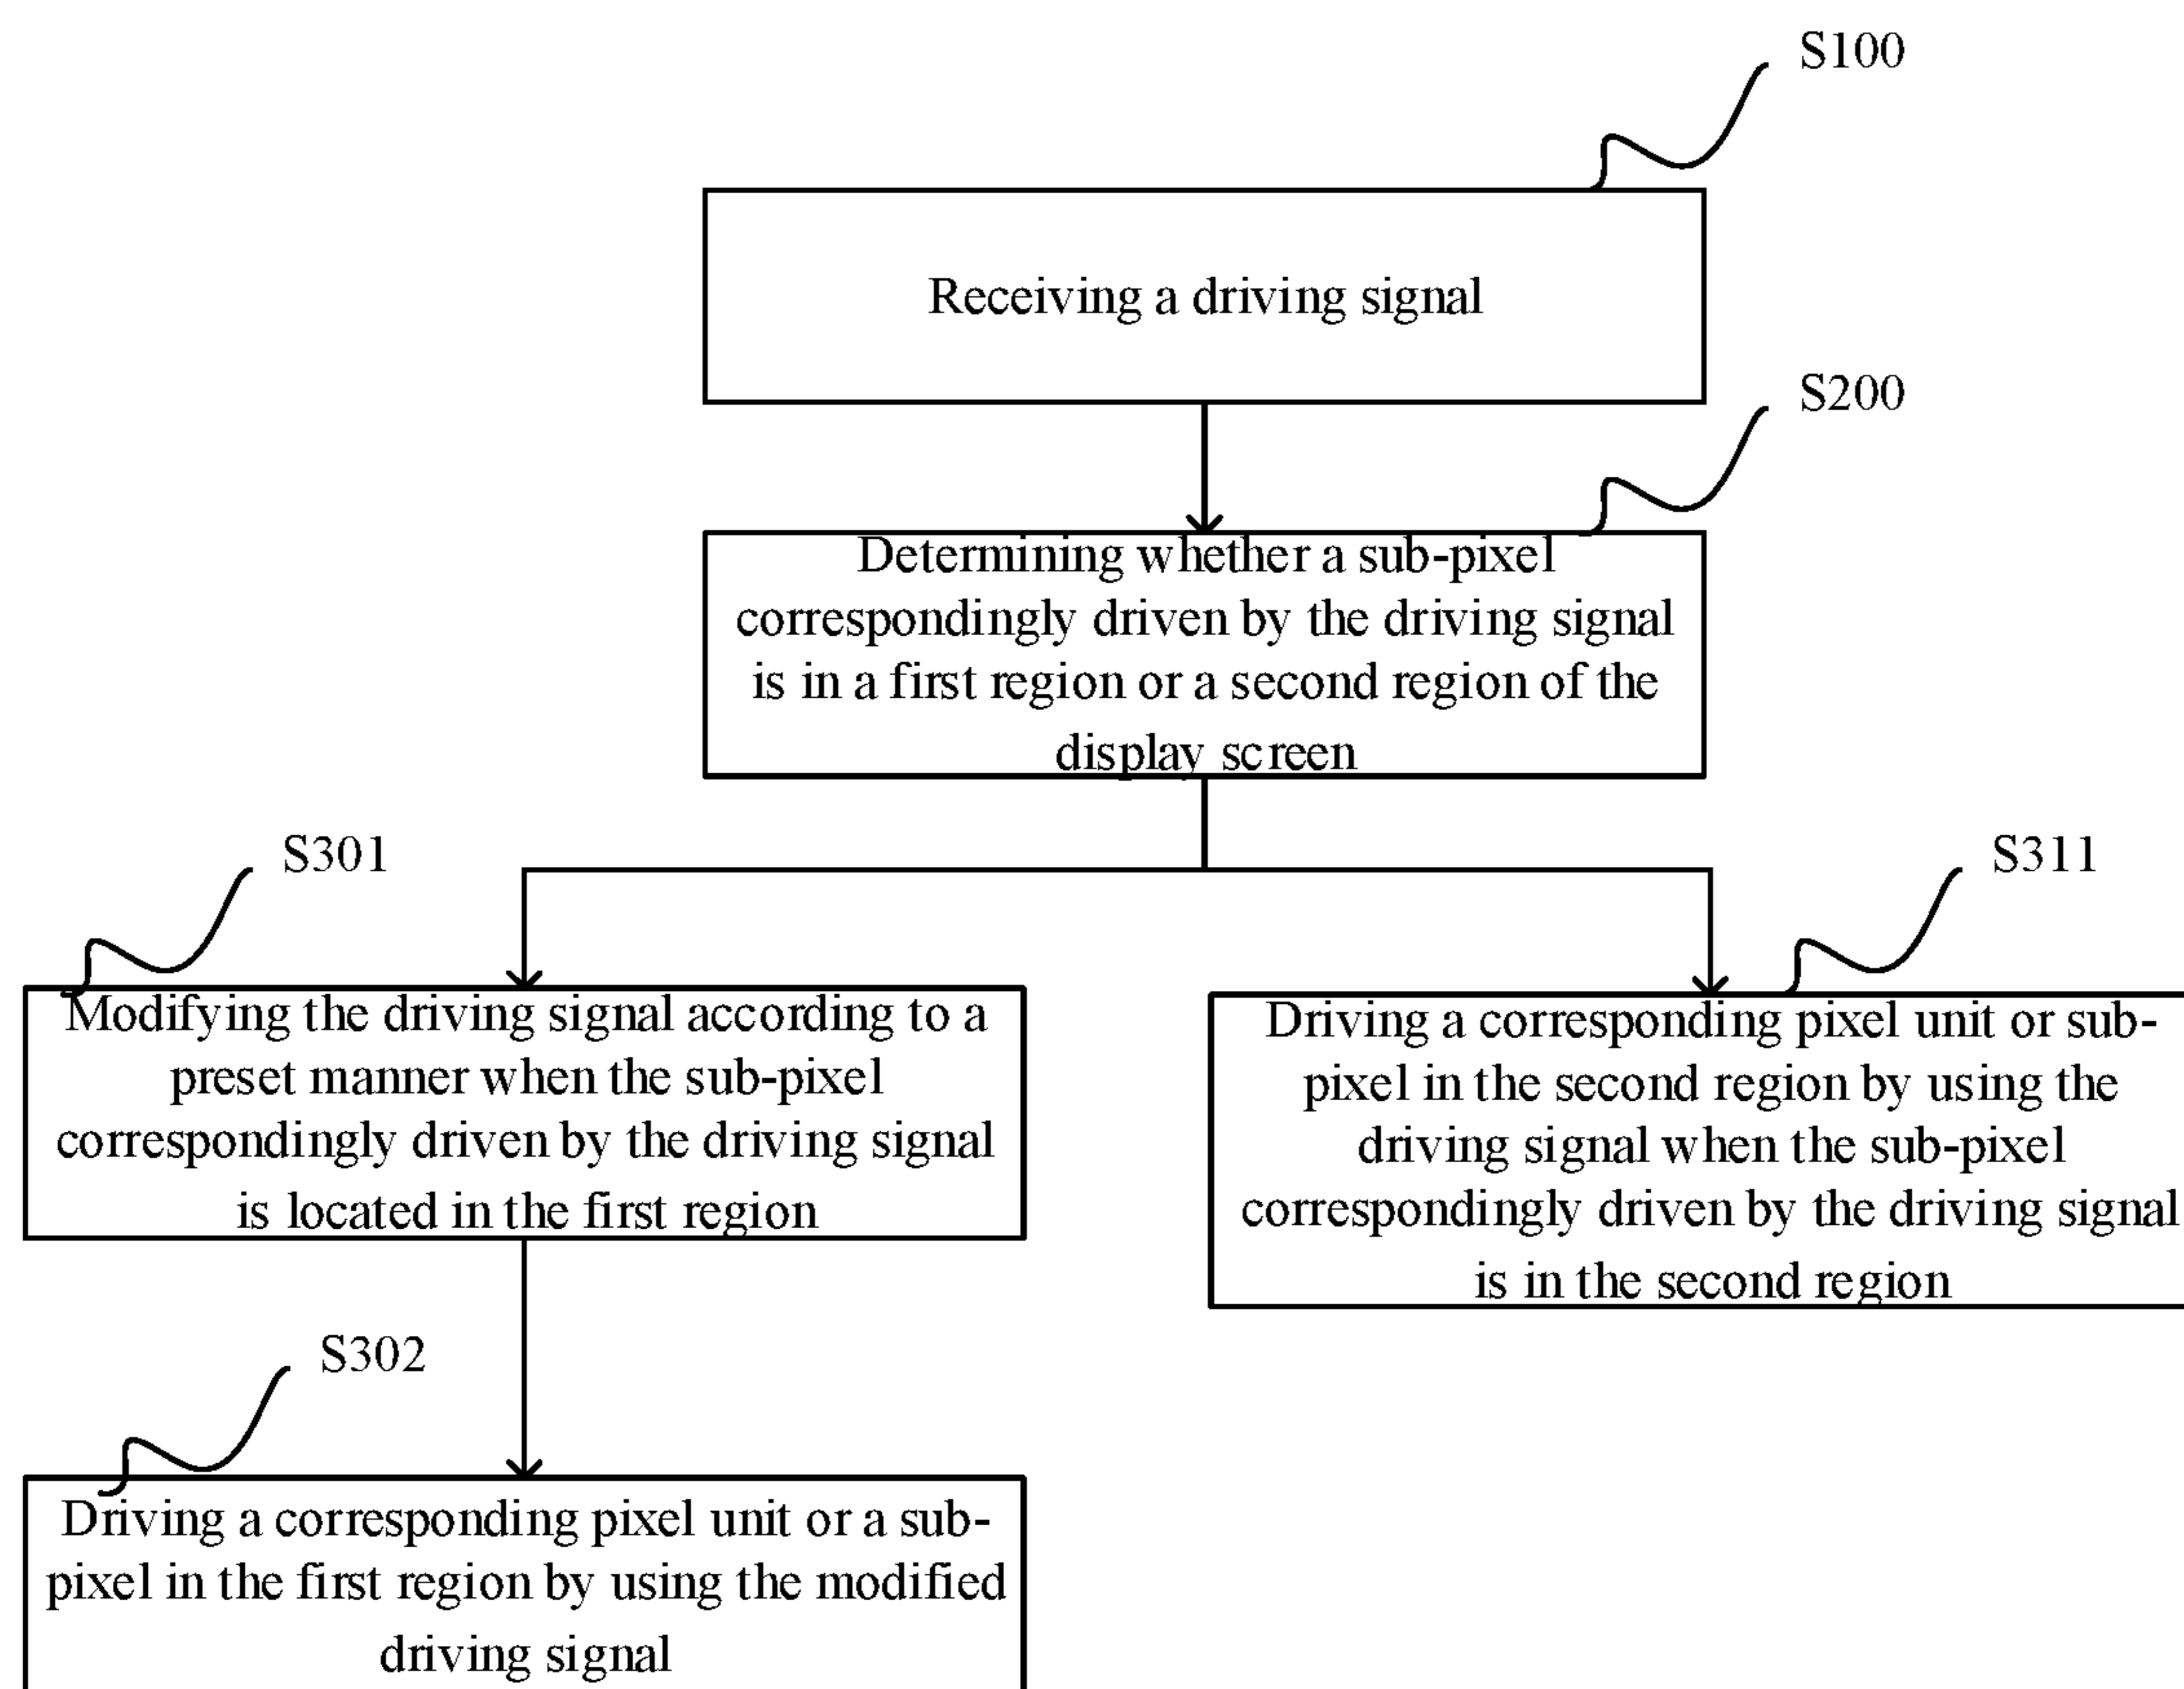 S100
Receiving a driving signal
S200
Determining whether a sub-pixel
correspondingly driven by the driving signal
is in a first region or a second region of the
display screen
S301
S311
Modifying the driving signal according to a
preset manner when the sub-pixel
correspondingly driven by the driving signal
is located in the first region
Driving a corresponding pixel unit or sub-
pixel in the second region by using the
driving signal when the sub-pixel
correspondingly driven by the driving signal
is in the second region
S302
Driving a corresponding pixel unit or a sub-
pixel in the first region by using the modified
driving signal